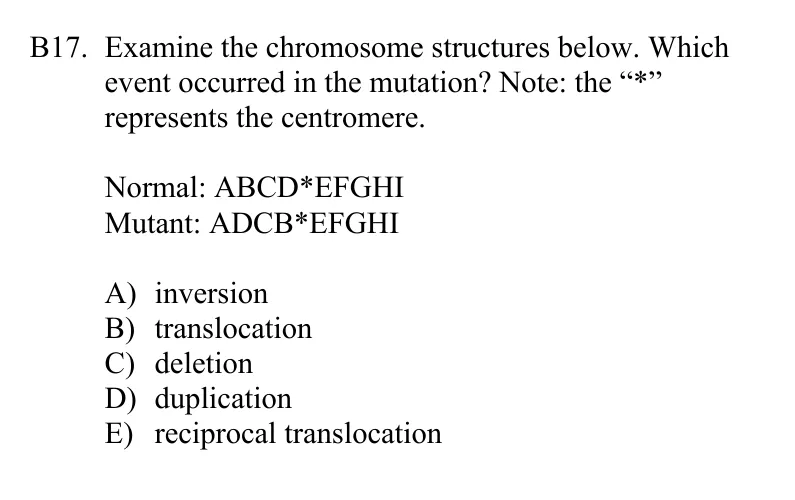 B17. Examine the chromosome structures below. Which
event occurred in the mutation? Note: the “*”
represents the centromere.
Normal: ABCD*EFGHI
Mutant: ADCB*EFGHI
A) inversion
B) translocation
C) deletion
D) duplication
E) reciprocal translocation